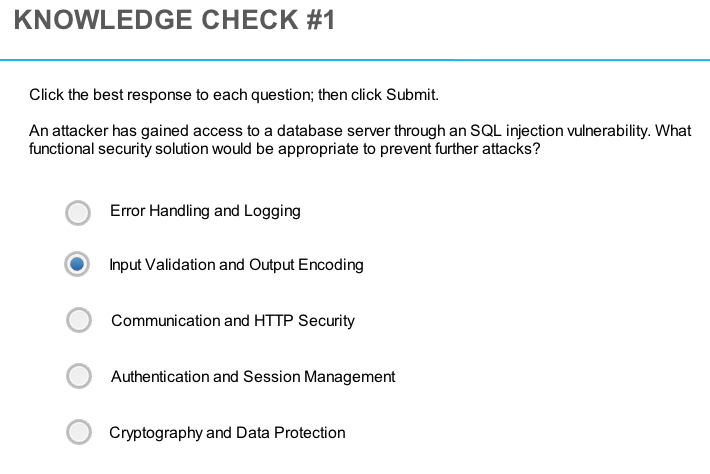 KNOWLEDGE CHECK #1
Click the best response to each question; then click Submit.
An attacker has gained access to a database server through an SQL injection vulnerability. What
functional security solution would be appropriate to prevent further attacks?
Error Handling and Logging
Input Validation and Output Encoding
Communication and HTTP Security
Authentication and Session Management
Cryptography and Data Protection